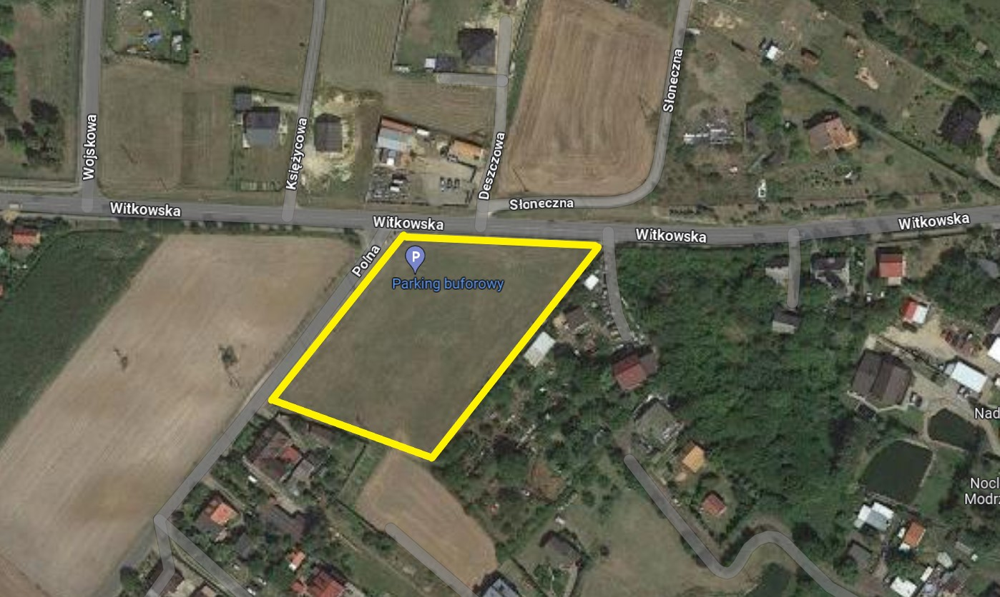 Wojskowa
Księżycowa
Deszczowa
Słoneczna
Witkowska
Witkowska
Słoneczna
Witkowska
Witkowska
Polna
P
Parking buforowy
Nad
Nocl
Modrz